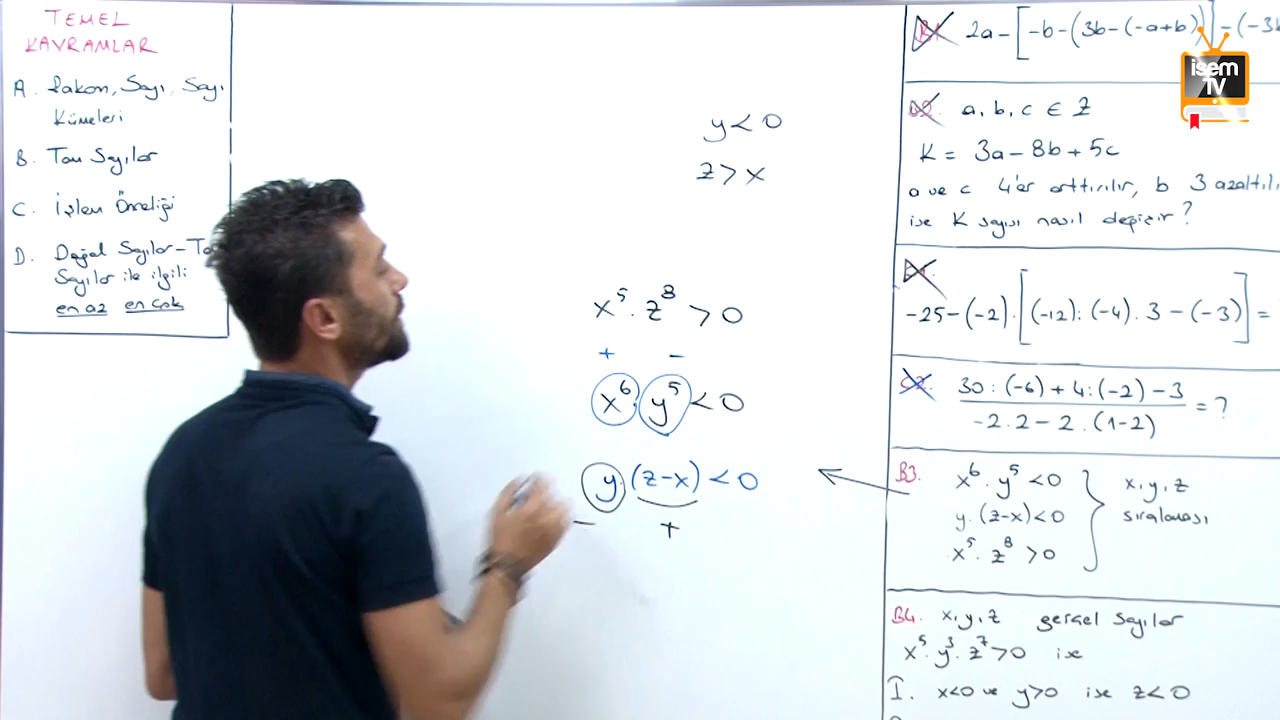 TEMEL
KAVRAMLAR
A. Rakam, Sayı, Sayı
Kümeleri
B. Tam Sayılar
C. İşlem Önceliği
D. Doğal Sayılar-Ta
Sayılar ile ilgili
en az en çok
y<0
z>x
x⁵.z⁸>0
+ -
x⁶.y⁵<0
y.(z-x)<0
- +
2a-[-b-(3b-(-a+b))]-(-3b
isem
TV
a, b, c ∈ Z
K = 3a-8b+5c
a ve c 4'er arttırılır, b 3 azaltılı
ise K sayısı nasıl değişir?
-25-(-2).[(-12):(-4).3-(-3)]=
C2. 30:(-6)+4:(-2)-3
-2.2-2.(1-2)
=?
B3. x⁶.y⁵<0
y.(z-x)<0
x⁵.z⁸>0
x,y,z
sıralaması
B4. x,y,z gerçel sayılar
x⁵.y³.z⁷>0 ise
I. x<0 ve y>0 ise z<0